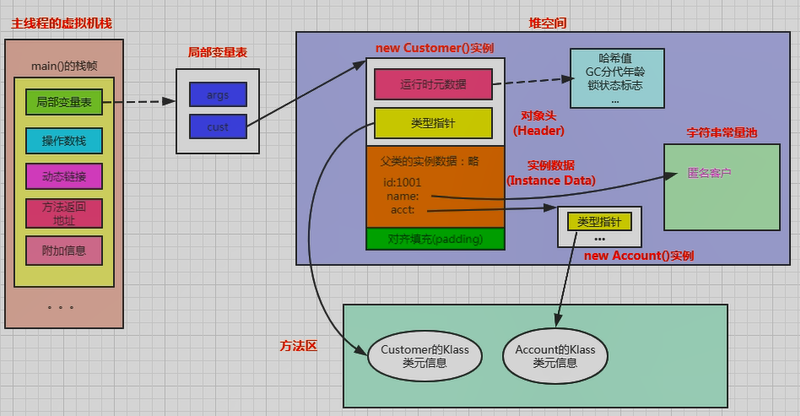 主线程的虚拟机栈
main()的栈帧
局部变量表
操作数栈
动态链接
方法返回
地址
附加信息
。。。
局部变量表
args
cust
堆空间
new Customer()实例
运行时元数据
类型指针
对象头
(Header)
父类的实例数据：略
id:1001
name:
acct:
实例数据
(Instance Data)
对齐填充(padding)
哈希值
GC分代年龄
锁状态标志
...
字符串常量池
匿名客户
类型指针
...
new Account()实例
方法区
Customer的Klass
类元信息
Account的Klass
类元信息